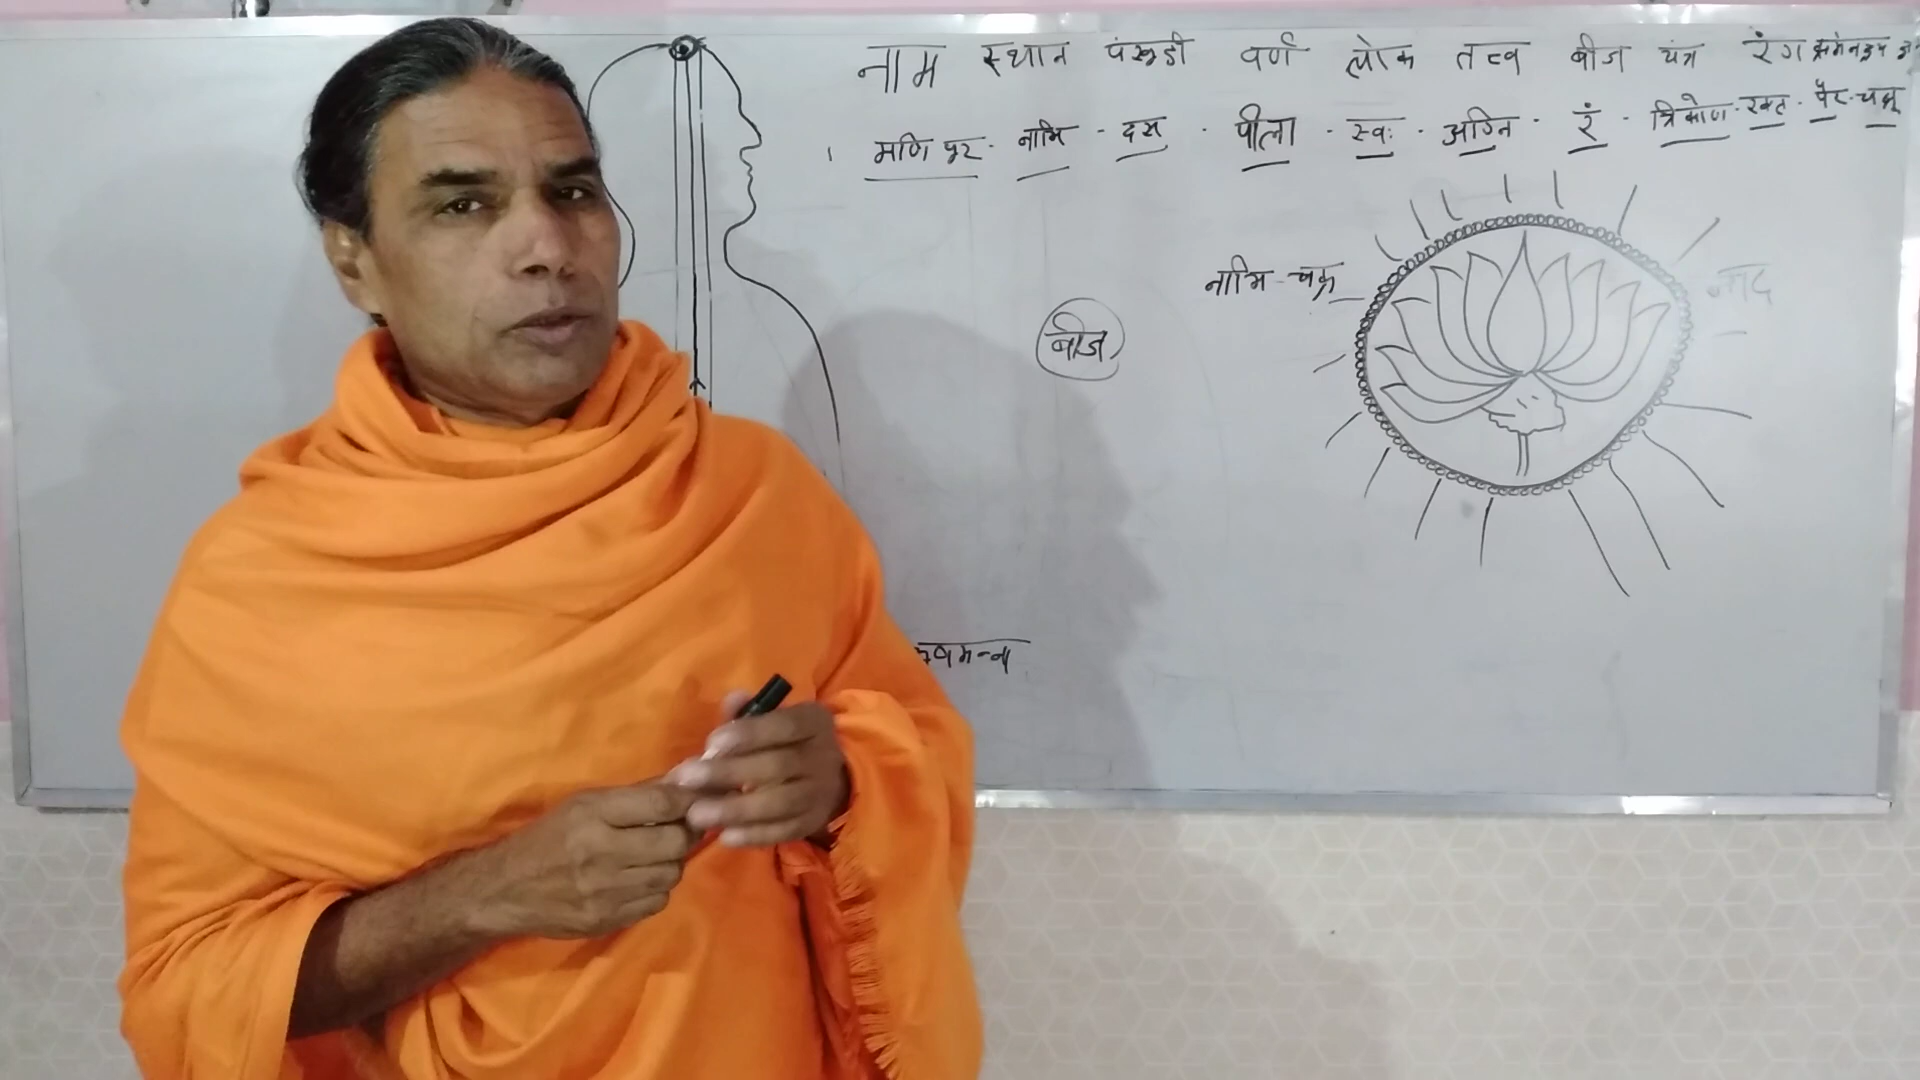 नाम स्थान पंखुडी वर्ण लोक तत्व बीज यंत्र रंग
मणिपुर · नाभि · दस · पीला · स्वः · अग्नि · रं · त्रिकोण · रक्त · पैर · चक्षु
नाभि - चक्र
बीज